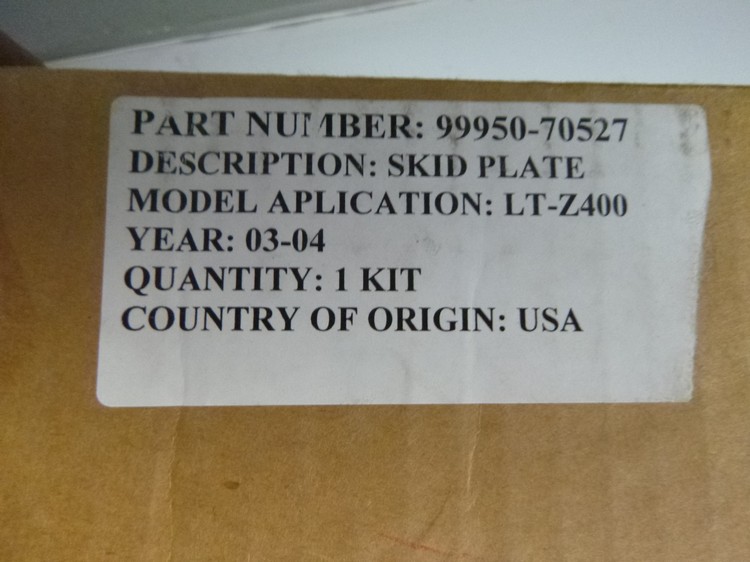 PART NUMBER: 99950-70527
DESCRIPTION: SKID PLATE
MODEL APLICATION: LT-Z400
YEAR: 03-04
QUANTITY: 1 KIT
COUNTRY OF ORIGIN: USA